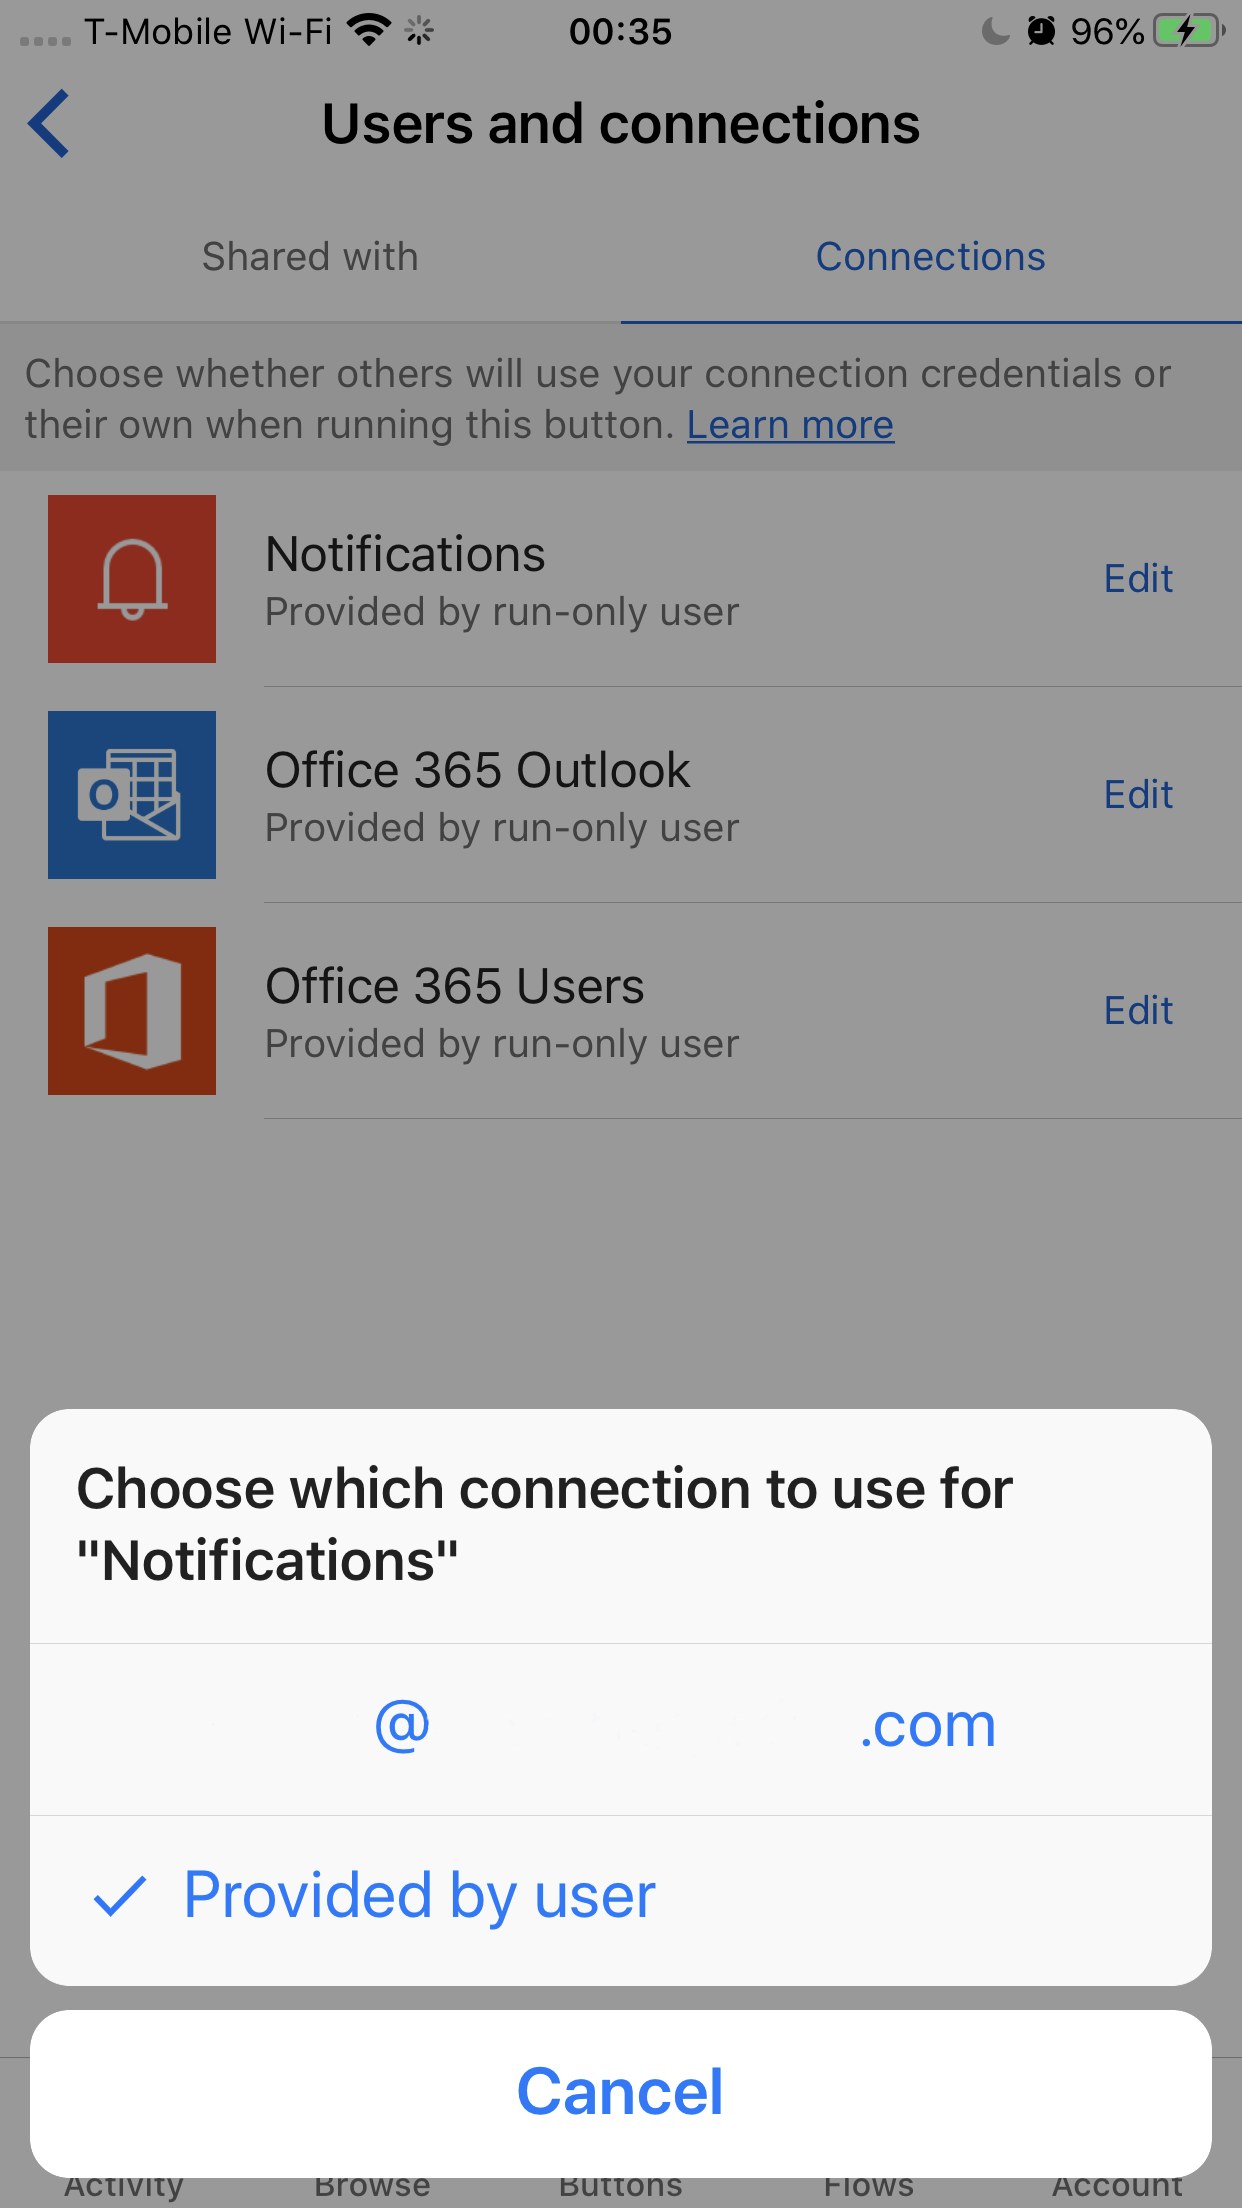 T-Mobile Wi-Fi 00:35 96%
Users and connections
Shared with Connections
Choose whether others will use your connection credentials or
their own when running this button. Learn more
Notifications
Provided by run-only user
Edit
Office 365 Outlook
Provided by run-only user
Edit
Office 365 Users
Provided by run-only user
Edit
Choose which connection to use for
"Notifications"
@ .com
Provided by user
Cancel
Activity Browse Buttons Flows Account